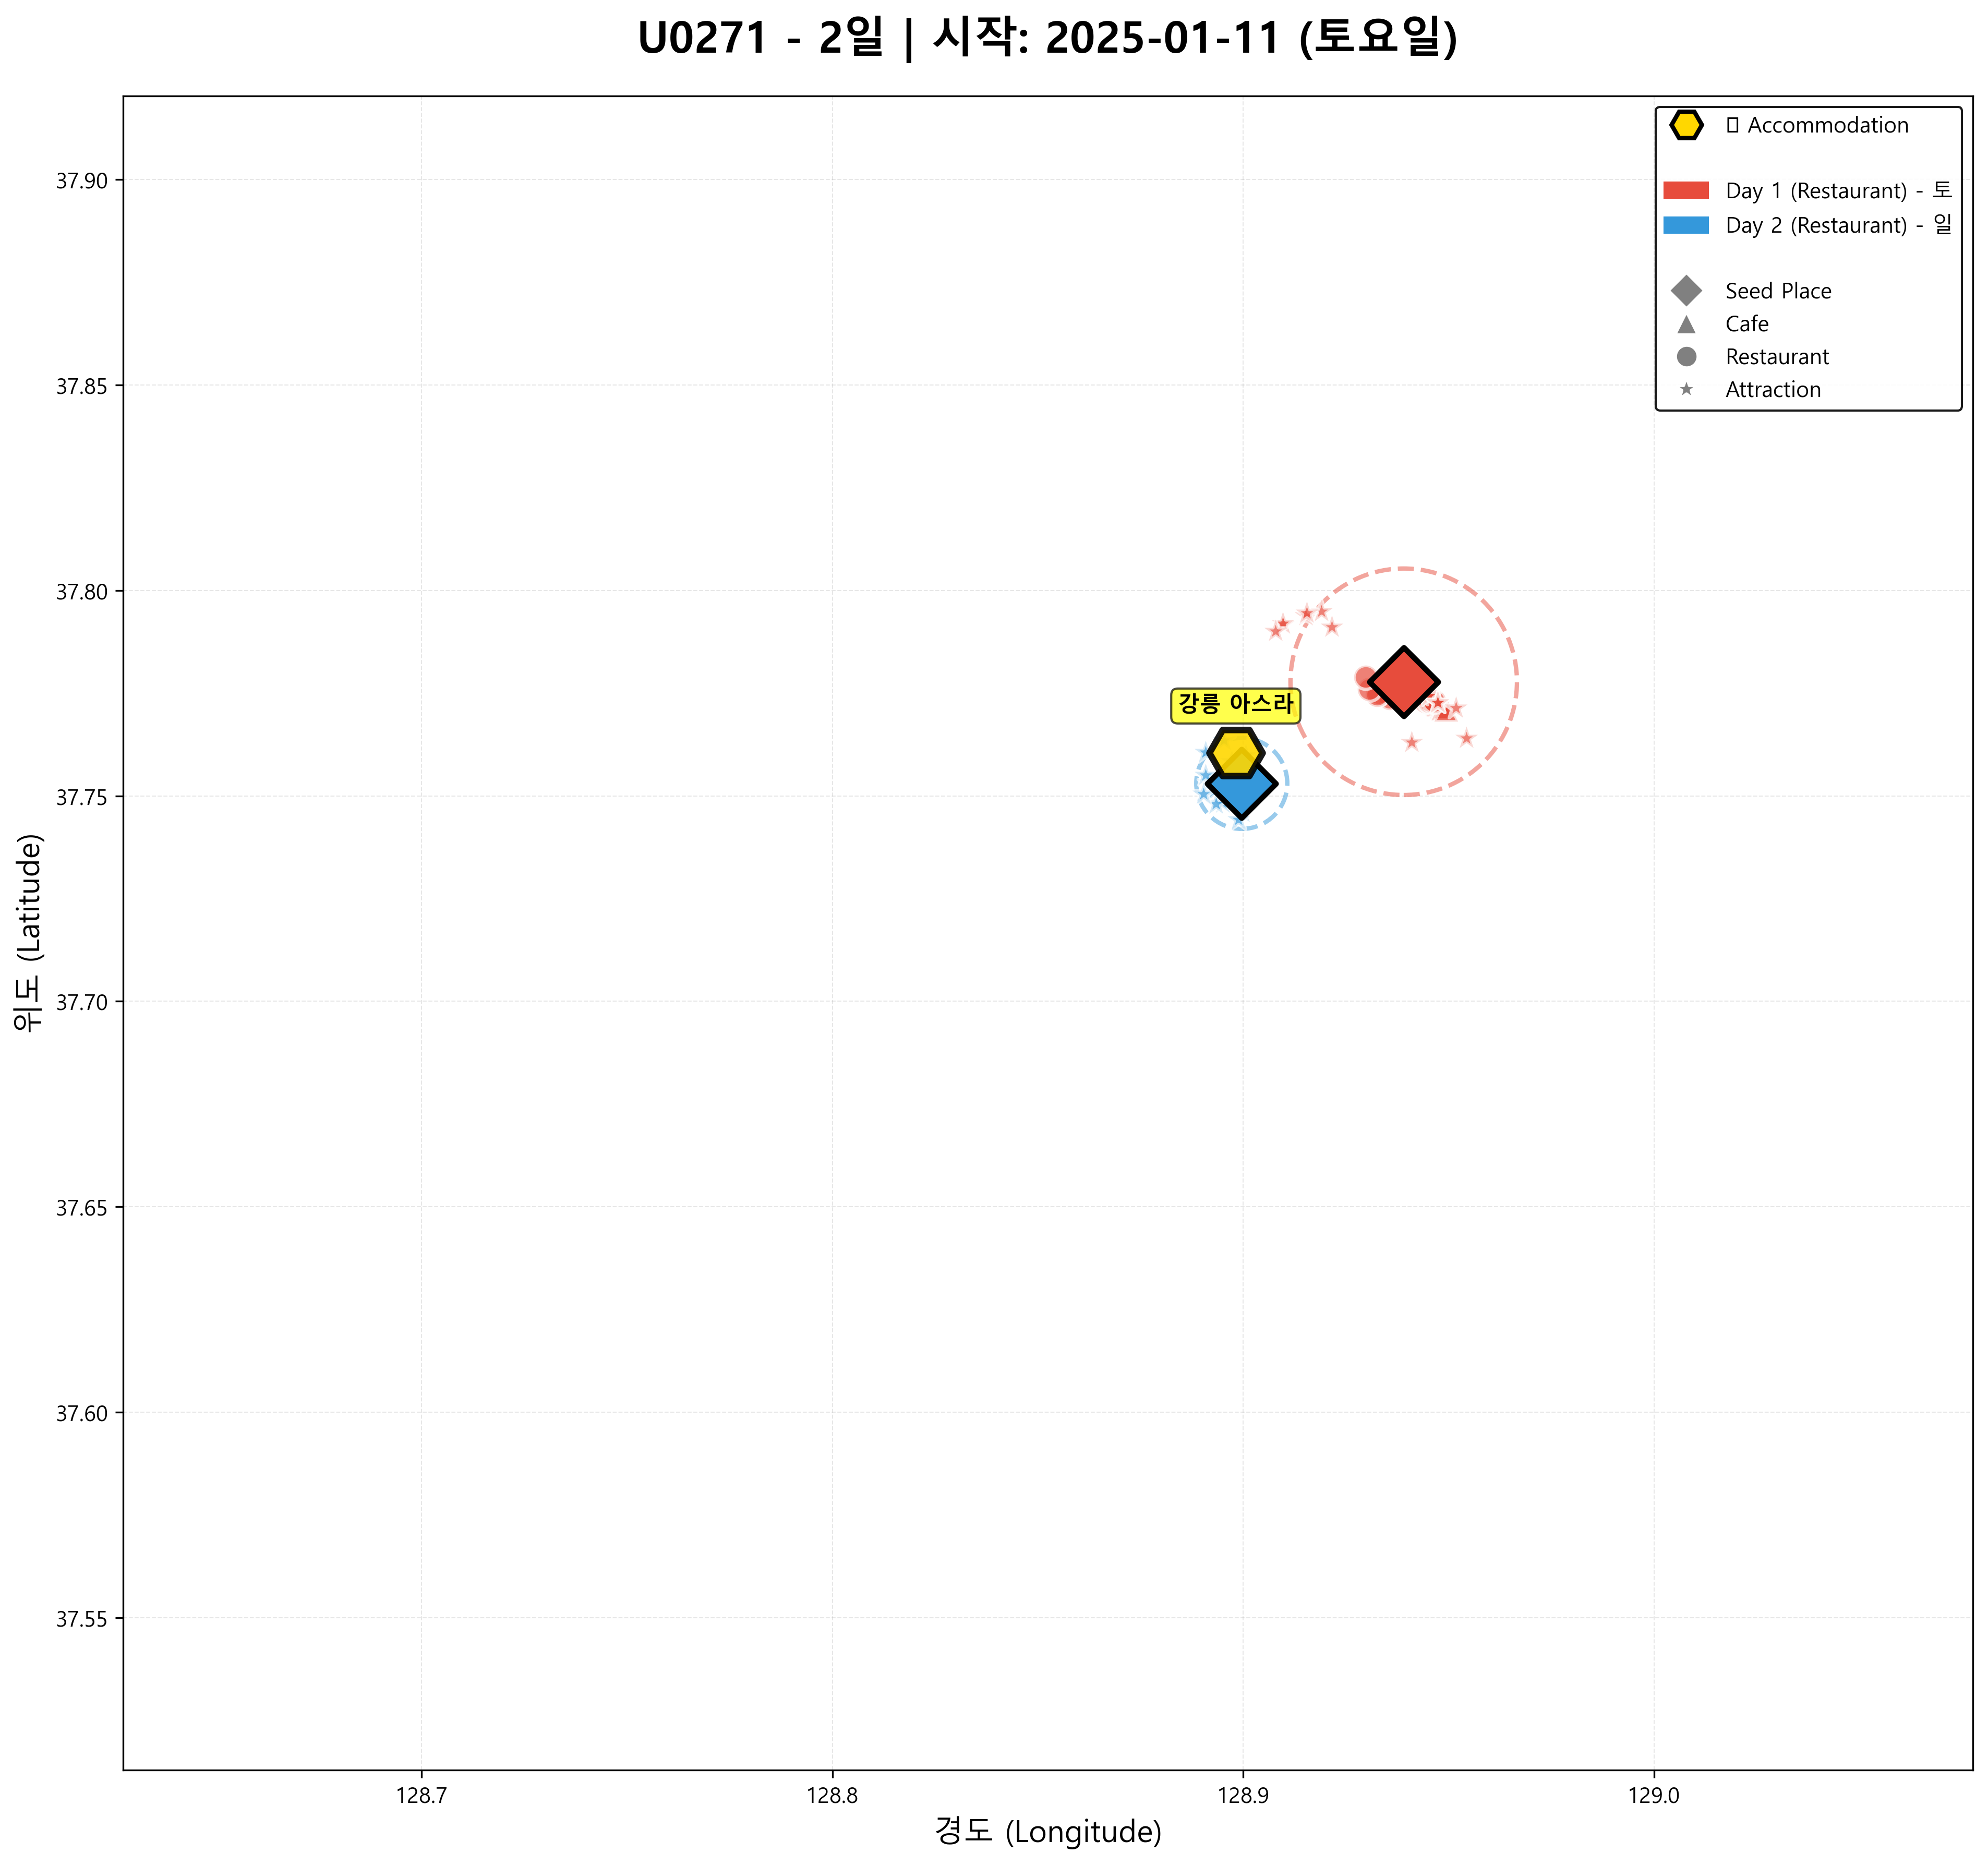 U0271 - 2일 | 시작: 2025-01-11 (토요일)
Accommodation
Day 1 (Restaurant) - 토
Day 2 (Restaurant) - 일
Seed Place
Cafe
Restaurant
Attraction
37.90
37.85
37.80
37.75
37.70
37.65
37.60
37.55
강릉 아스라
위도 (Latitude)
128.7
128.8
128.9
129.0
경도 (Longitude)